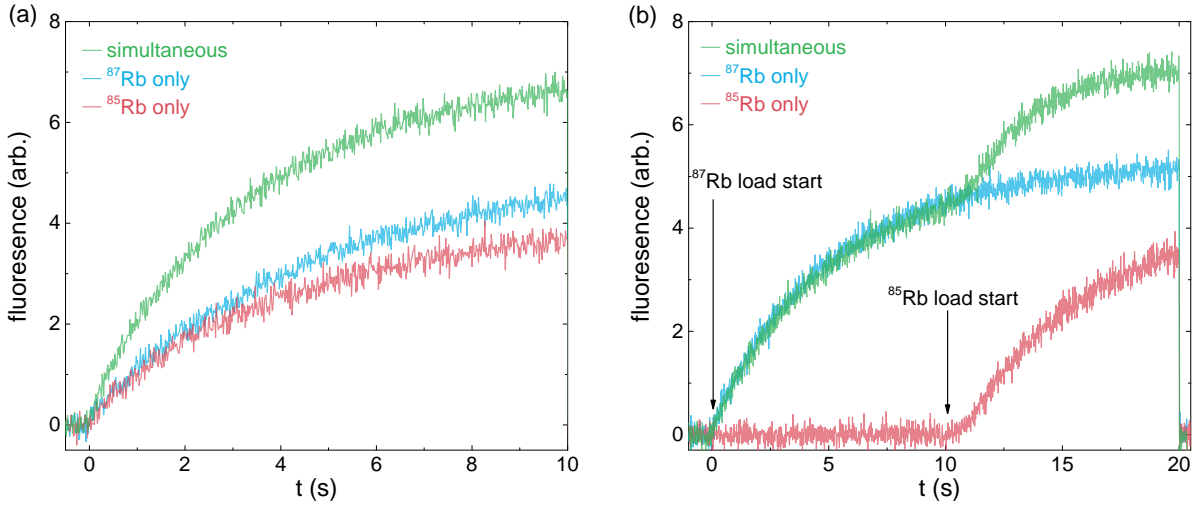 (a)
8
6
4
2
0
fluoresence (arb.)
simultaneous
⁸⁷Rb only
⁸⁵Rb only
0 2 4 6 8 10
t (s)
(b)
8
6
4
2
0
fluoresence (arb.)
simultaneous
⁸⁷Rb only
⁸⁵Rb only
⁸⁷Rb load start
⁸⁵Rb load start
0 5 10 15 20
t (s)